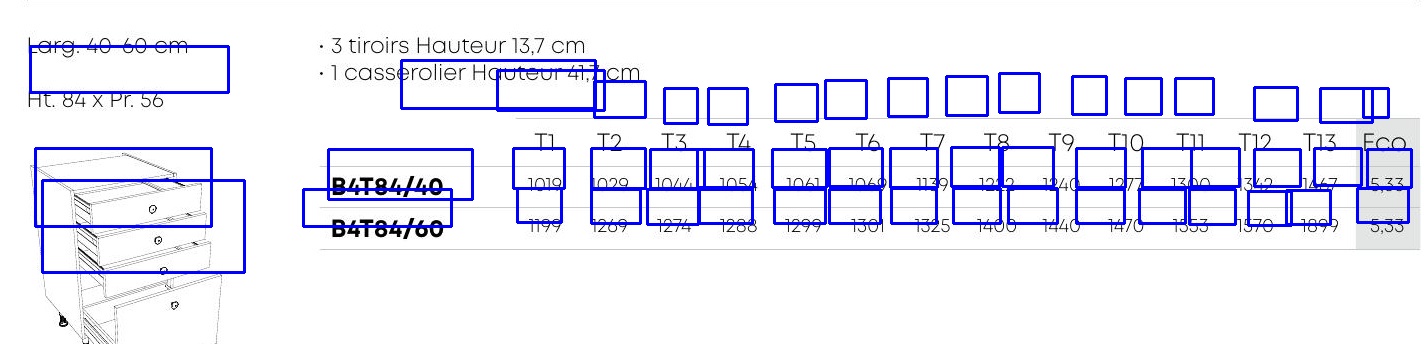 Larg. 40-60 cm
· 3 tiroirs Hauteur 13,7 cm
· 1 casserolier Hauteur 41,7 cm
Ht. 84 x Pr. 56
T1 T2 T3 T4 T5 T6 T7 T8 T9 T10 T11 T12 T13 Eco
B4T84/40 1019 1029 1044 1054 1061 1069 1139 1222 1240 1277 1300 1342 1467 5,33
B4T84/60 1199 1269 1274 1288 1299 1301 1325 1400 1440 1470 1553 1570 1899 5,33